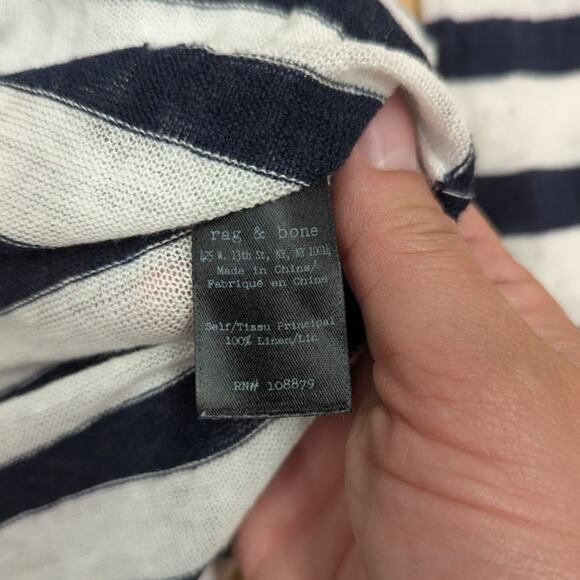 rag & bone
425 W. 13th St, NY, NY 10014
Made in China/
Fabriqué en Chine
Self/Tissu Principal
100% Linen/Lin
RN# 108879